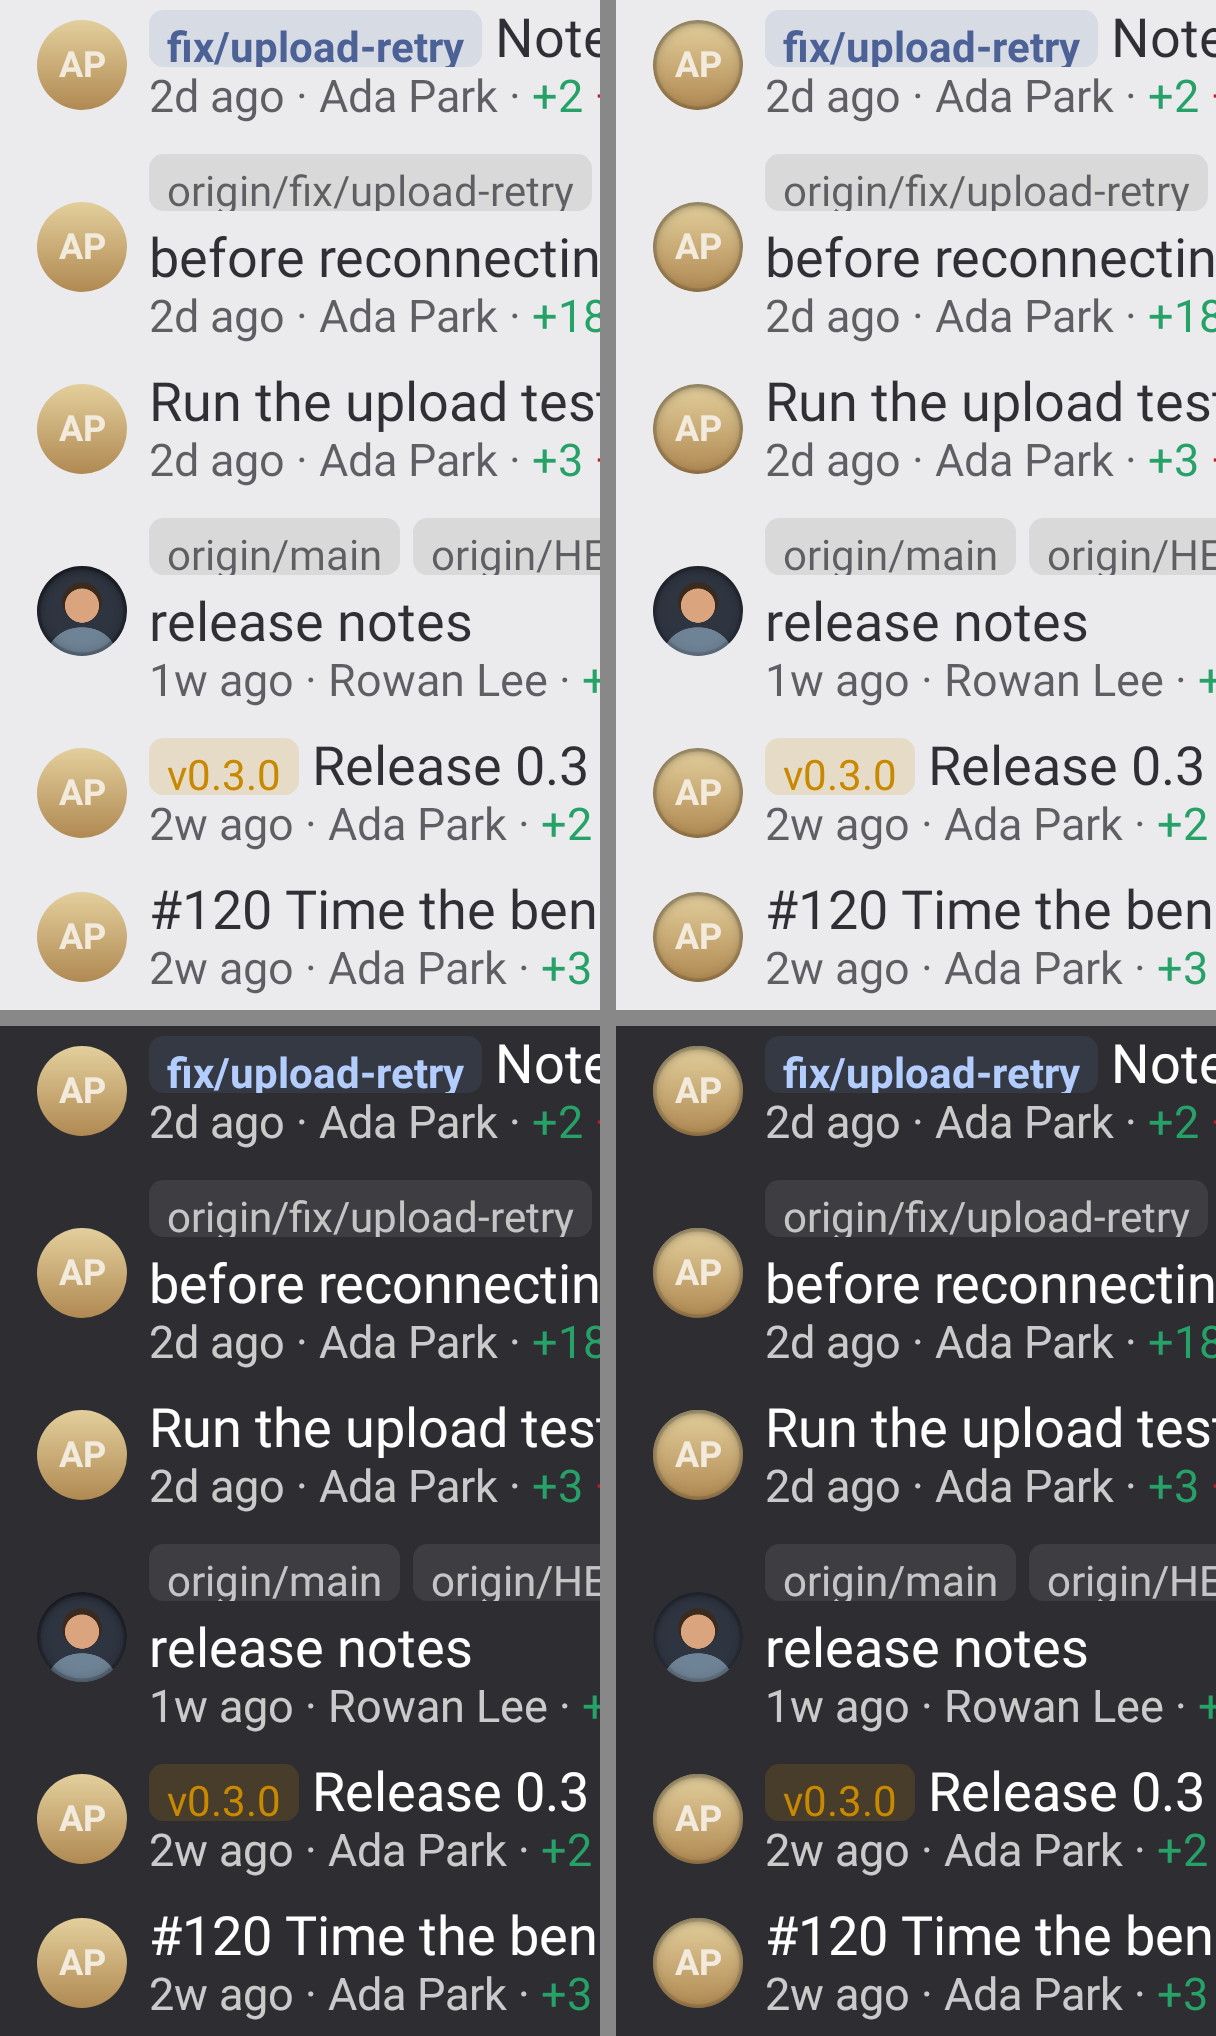 AP fix/upload-retry Note
2d ago · Ada Park · +2
origin/fix/upload-retry
AP before reconnectin
2d ago · Ada Park · +18
AP Run the upload test
2d ago · Ada Park · +3
origin/main origin/HE
release notes
1w ago · Rowan Lee · +
AP v0.3.0 Release 0.3
2w ago · Ada Park · +2
AP #120 Time the ben
2w ago · Ada Park · +3
AP fix/upload-retry Note
2d ago · Ada Park · +2
origin/fix/upload-retry
AP before reconnectin
2d ago · Ada Park · +18
AP Run the upload test
2d ago · Ada Park · +3
origin/main origin/HE
release notes
1w ago · Rowan Lee · +
AP v0.3.0 Release 0.3
2w ago · Ada Park · +2
AP #120 Time the ben
2w ago · Ada Park · +3
AP fix/upload-retry Note
2d ago · Ada Park · +2
origin/fix/upload-retry
AP before reconnectin
2d ago · Ada Park · +18
AP Run the upload test
2d ago · Ada Park · +3
origin/main origin/HE
release notes
1w ago · Rowan Lee · +
AP v0.3.0 Release 0.3
2w ago · Ada Park · +2
AP #120 Time the ben
2w ago · Ada Park · +3
AP fix/upload-retry Note
2d ago · Ada Park · +2
origin/fix/upload-retry
AP before reconnectin
2d ago · Ada Park · +18
AP Run the upload test
2d ago · Ada Park · +3
origin/main origin/HE
release notes
1w ago · Rowan Lee · +
AP v0.3.0 Release 0.3
2w ago · Ada Park · +2
AP #120 Time the ben
2w ago · Ada Park · +3